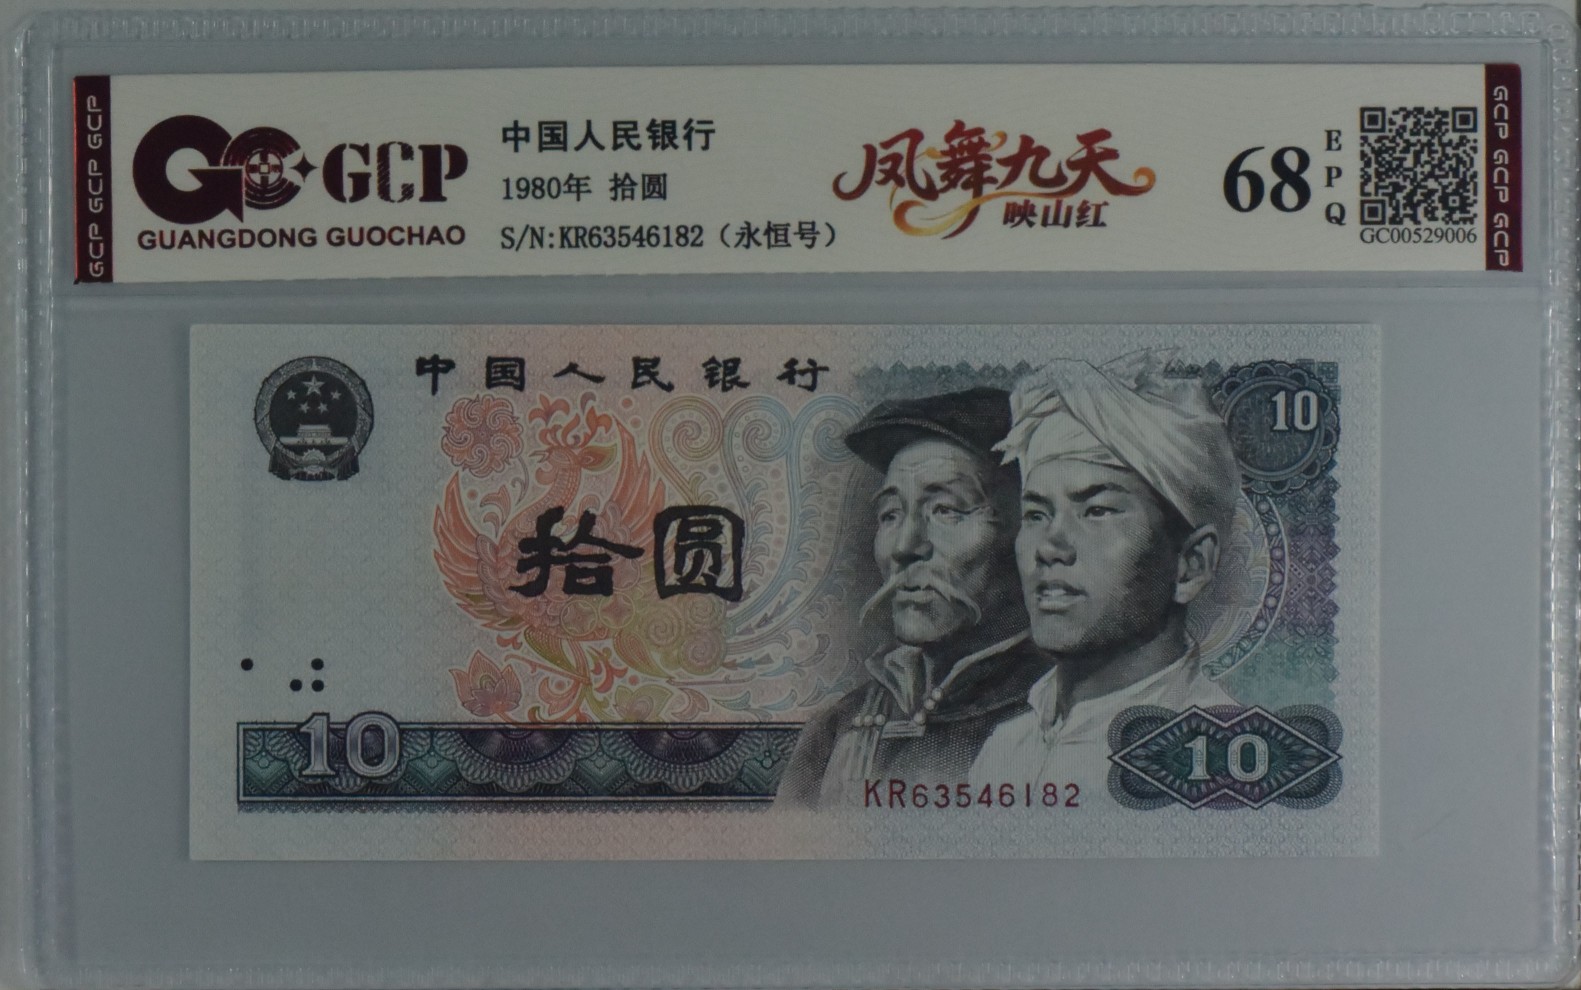 GCP GCP GCP
GC GCP
GUANGDONG GUOCHAO
中国人民银行
1980年 拾圆
S/N:KR63546182（永恒号）
凤舞九天
映山红
68
EPQ
GC00529006
GCP GCP GCP
中国人民银行
10
拾圆
10
10
KR63546182